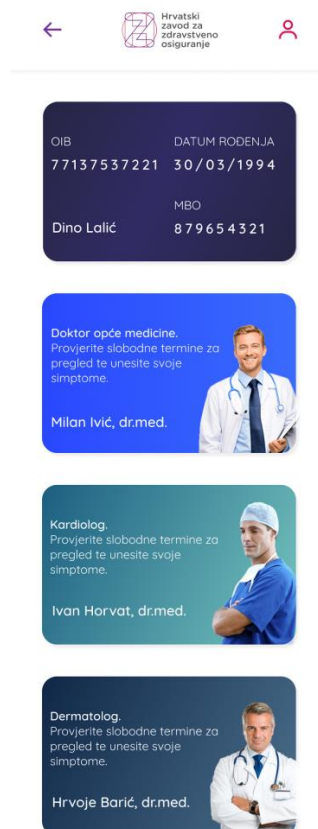 Hrvatski
zavod za
zdravstveno
osiguranje
OIB
77137537221
DATUM ROĐENJA
30/03/1994
MBO
Dino Lalić
879654321
Doktor opće medicine.
Provjerite slobodne termine za
pregled te unesite svoje
simptome.
Milan Ivić, dr.med.
Kardiolog.
Provjerite slobodne termine za
pregled te unesite svoje
simptome.
Ivan Horvat, dr.med.
Dermatolog.
Provjerite slobodne termine za
pregled te unesite svoje
simptome.
Hrvoje Barić, dr.med.